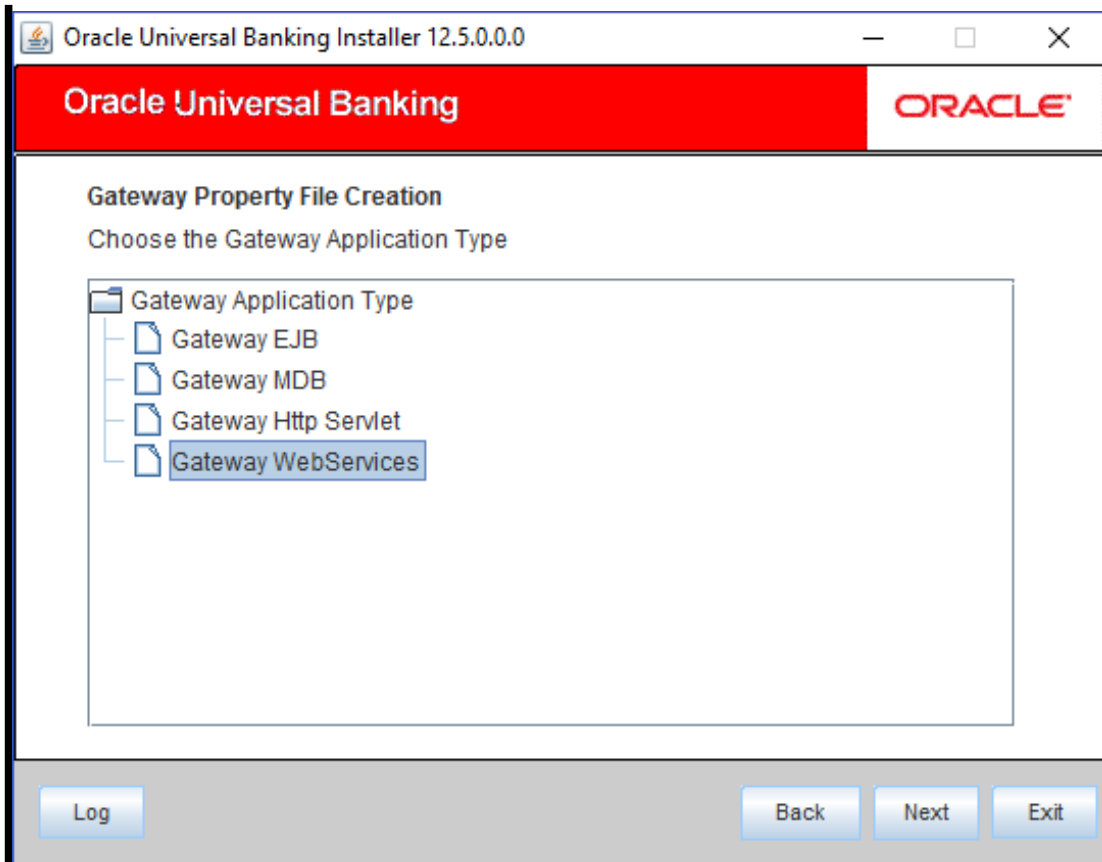 Oracle Universal Banking Installer 12.5.0.0.0
Oracle Universal Banking
ORACLE
Gateway Property File Creation
Choose the Gateway Application Type
Gateway Application Type
Gateway EJB
Gateway MDB
Gateway Http Servlet
Gateway WebServices
Log Back Next Exit